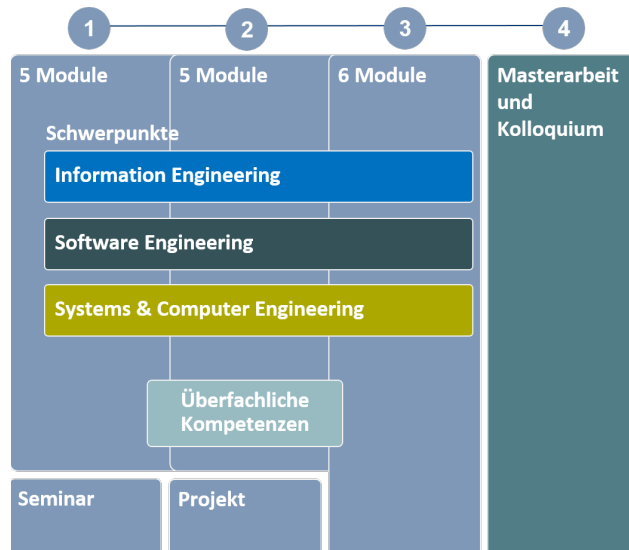 1
2
3
4
5 Module
5 Module
6 Module
Masterarbeit
und
Kolloquium
Schwerpunkte
Information Engineering
Software Engineering
Systems & Computer Engineering
Überfachliche
Kompetenzen
Seminar
Projekt